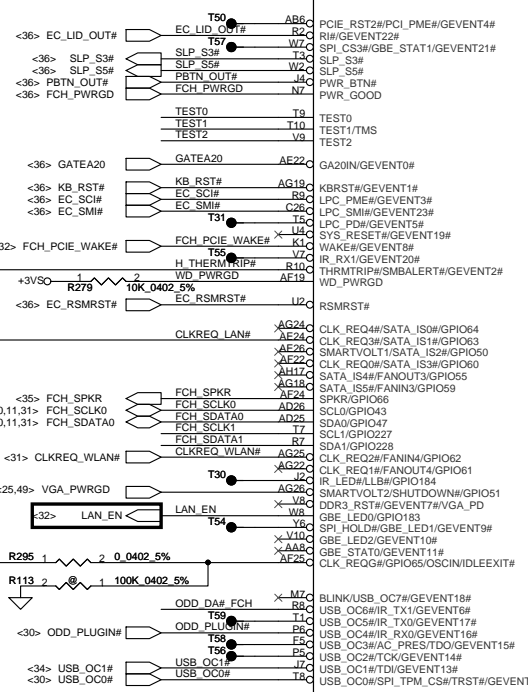 T50 AB6 PCIE_RST2#/PCI_PME#/GEVENT4#
<36> EC_LID_OUT# EC_LID_OUT# R2 RI#/GEVENT22#
T57 W7 SPI_CS3#/GBE_STAT1/GEVENT21#
<36> SLP_S3# SLP_S3# T3 SLP_S3#
<36> SLP_S5# SLP_S5# W2 SLP_S5#
<36> PBTN_OUT# PBTN_OUT# J4 PWR_BTN#
<36> FCH_PWRGD FCH_PWRGD N7 PWR_GOOD
TEST0 T9 TEST0
TEST1 T10 TEST1/TMS
TEST2 V9 TEST2
<36> GATEA20 GATEA20 AE22 GA20IN/GEVENT0#
<36> KB_RST# KB_RST# AG19 KBRST#/GEVENT1#
<36> EC_SCI# EC_SCI# R9 LPC_PME#/GEVENT3#
<36> EC_SMI# EC_SMI# C26 LPC_SMI#/GEVENT23#
T31 T5 LPC_PD#/GEVENT5#
U4 SYS_RESET#/GEVENT19#
32> FCH_PCIE_WAKE# FCH_PCIE_WAKE# K1 WAKE#/GEVENT8#
T55 V7 IR_RX1/GEVENT20#
H_THERMTRIP# R10 THRMTRIP#/SMBALERT#/GEVENT2#
+3VS R279 1 2 10K_0402_5% WD_PWRGD AF19 WD_PWRGD
<36> EC_RSMRST# EC_RSMRST# U2 RSMRST#
AG24 CLK_REQ4#/SATA_IS0#/GPIO64
CLKREQ_LAN# AE24 CLK_REQ3#/SATA_IS1#/GPIO63
AE26 SMARTVOLT1/SATA_IS2#/GPIO50
AF22 CLK_REQ0#/SATA_IS3#/GPIO60
AH17 SATA_IS4#/FANOUT3/GPIO55
AG18 SATA_IS5#/FANIN3/GPIO59
<35> FCH_SPKR FCH_SPKR AF24 SPKR/GPIO66
0,11,31> FCH_SCLK0 FCH_SCLK0 AD26 SCL0/GPIO43
0,11,31> FCH_SDATA0 FCH_SDATA0 AD25 SDA0/GPIO47
FCH_SCLK1 T7 SCL1/GPIO227
FCH_SDATA1 R7 SDA1/GPIO228
<31> CLKREQ_WLAN# CLKREQ_WLAN# AG25 CLK_REQ2#/FANIN4/GPIO62
AG22 CLK_REQ1#/FANOUT4/GPIO61
T30 J2 IR_LED#/LLB#/GPIO184
<25,49> VGA_PWRGD AG26 SMARTVOLT2/SHUTDOWN#/GPIO51
V8 DDR3_RST#/GEVENT7#/VGA_PD
<32> LAN_EN LAN_EN W8 GBE_LED0/GPIO183
T54 Y6 SPI_HOLD#/GBE_LED1/GEVENT9#
V10 GBE_LED2/GEVENT10#
AA8 GBE_STAT0/GEVENT11#
R295 1 2 0_0402_5% AF25 CLK_REQG#/GPIO65/OSCIN/IDLEEXIT#
R113 2 @ 1 100K_0402_5%
M7 BLINK/USB_OC7#/GEVENT18#
ODD_DA#_FCH R8 USB_OC6#/IR_TX1/GEVENT6#
T59 T1 USB_OC5#/IR_TX0/GEVENT17#
<30> ODD_PLUGIN# ODD_PLUGIN# P6 USB_OC4#/IR_RX0/GEVENT16#
T58 F5 USB_OC3#/AC_PRES/TDO/GEVENT15#
T56 P5 USB_OC2#/TCK/GEVENT14#
<34> USB_OC1# USB_OC1# J7 USB_OC1#/TDI/GEVENT13#
<30> USB_OC0# USB_OC0# T8 USB_OC0#/SPI_TPM_CS#/TRST#/GEVENT